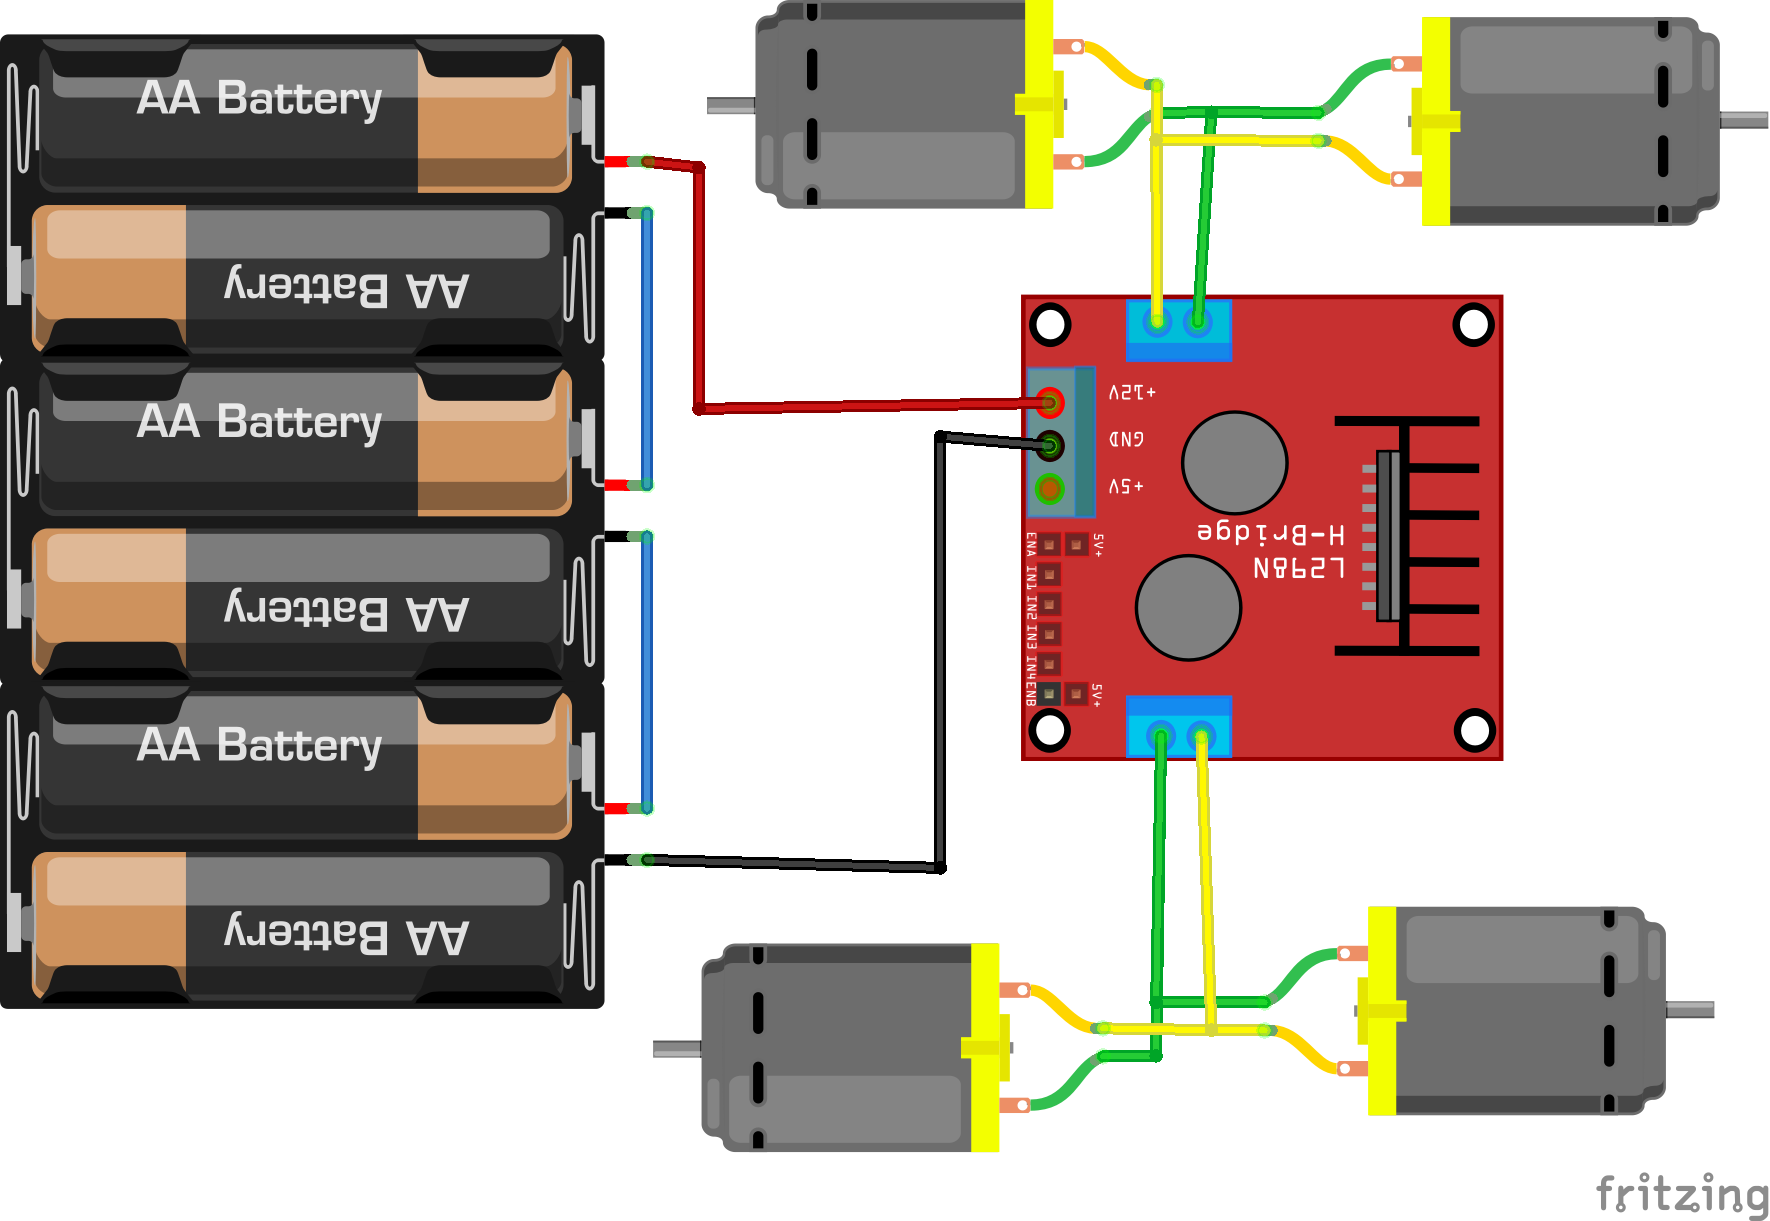 AA Battery
AA Battery
AA Battery
AA Battery
AA Battery
AA Battery
+12V
GND
+5V
ENA
5V+
IN1
IN2
IN3
IN4
ENB
5V+
L298N
H-Bridge
fritzing